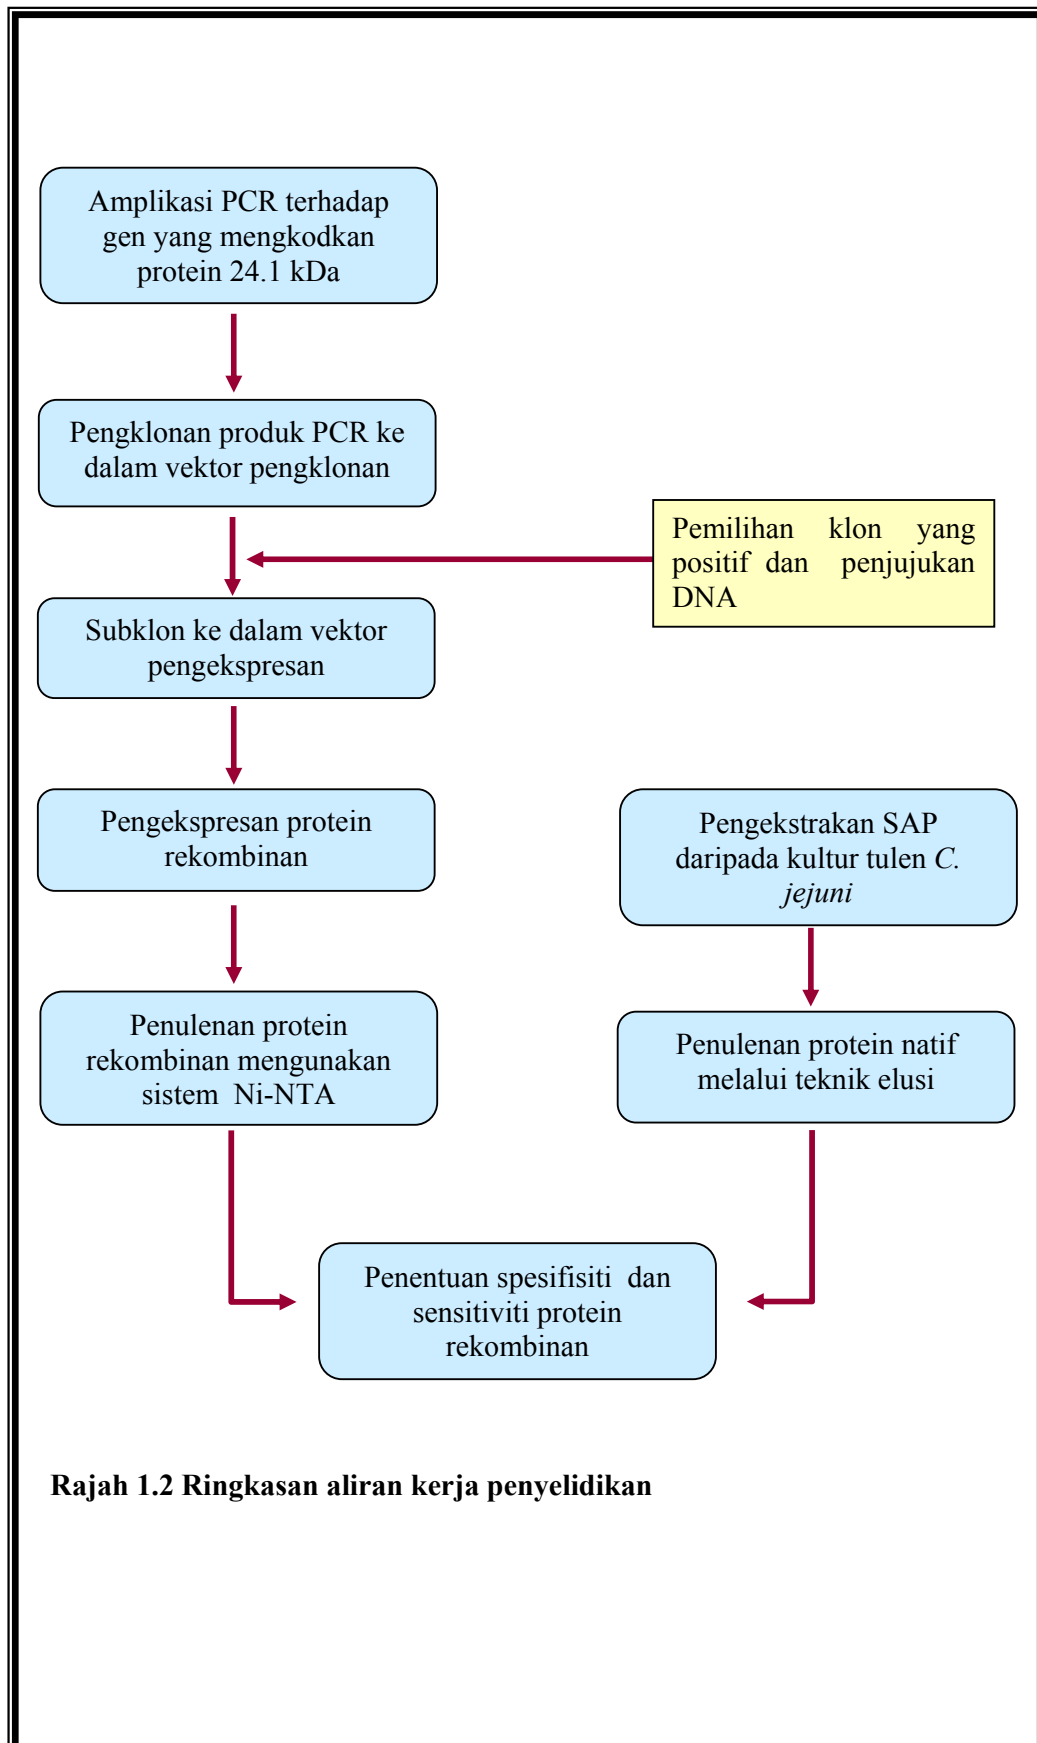 Amplikasi PCR terhadap
gen yang mengkodkan
protein 24.1 kDa
Pengklonan produk PCR ke
dalam vektor pengklonan
Pemilihan klon yang
positif dan penjujukan
DNA
Subklon ke dalam vektor
pengekspresan
Pengekspresan protein
rekombinan
Pengekstrakan SAP
daripada kultur tulen C.
jejuni
Penulenan protein
rekombinan mengunakan
sistem Ni-NTA
Penulenan protein natif
melalui teknik elusi
Penentuan spesifisiti dan
sensitiviti protein
rekombinan
Rajah 1.2 Ringkasan aliran kerja penyelidikan